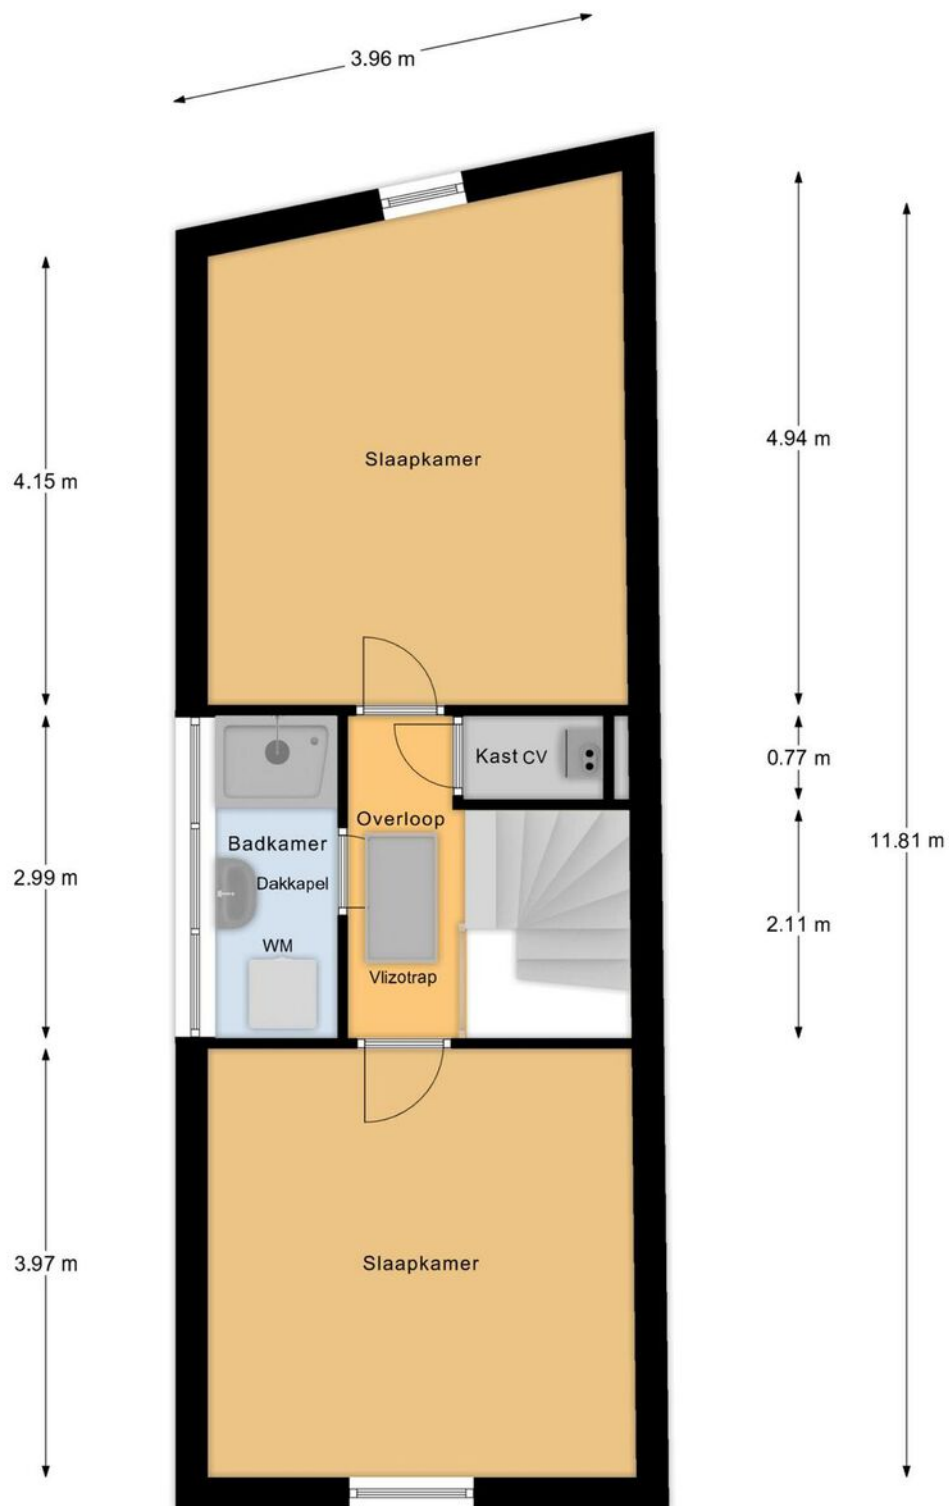 3.96 m
4.94 m
Slaapkamer
4.15 m
Kast CV
0.77 m
Overloop
Badkamer
11.81 m
2.99 m
Dakkapel
2.11 m
WM
Vlizotrap
3.97 m
Slaapkamer